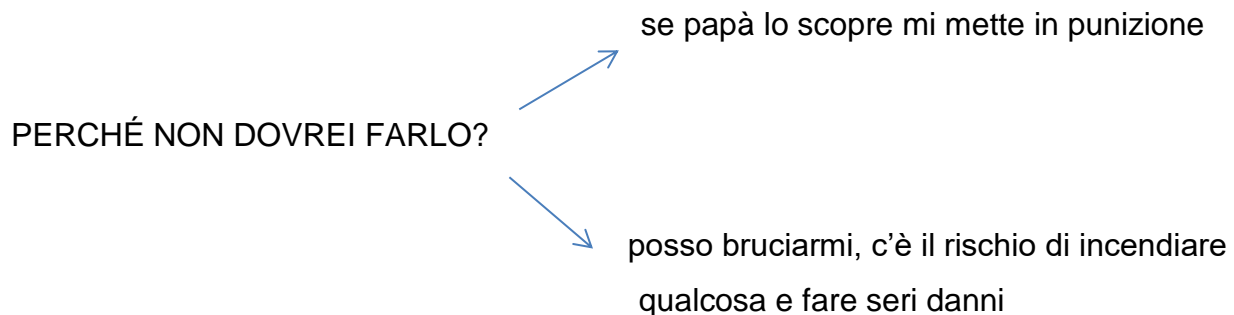 se papà lo scopre mi mette in punizione
PERCHÉ NON DOVREI FARLO?
posso bruciarmi, c’è il rischio di incendiare
qualcosa e fare seri danni